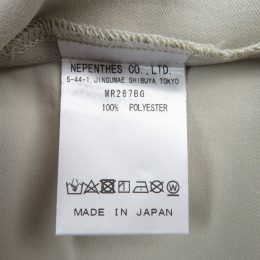 NEPENTHES CO., LTD.
5-44-1, JINGUMAE SHIBUYA TOKYO
MR267BG
100% POLYESTER
MADE IN JAPAN